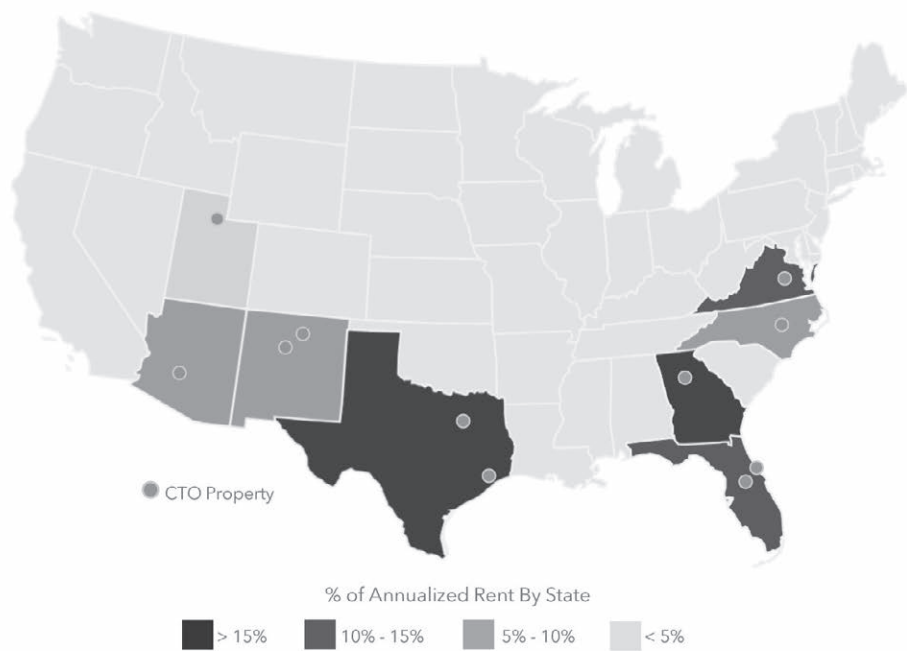 CTO Property
% of Annualized Rent By State
> 15% 10% - 15% 5% - 10% < 5%